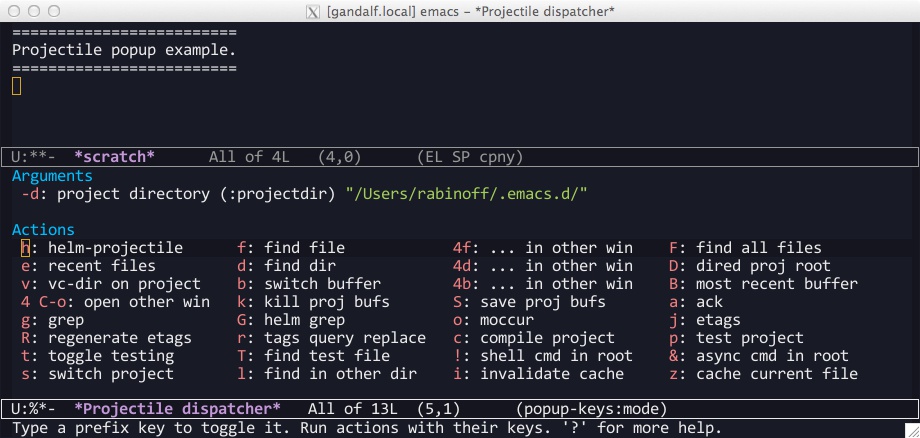 [gandalf.local] emacs – *Projectile dispatcher*
=========================
Projectile popup example.
=========================
U:**-  *scratch*      All of 4L   (4,0)      (EL SP cpny)
Arguments
 -d: project directory (:projectdir) "/Users/rabinoff/.emacs.d/"
Actions
 h: helm-projectile      f: find file            4f: ... in other win    F: find all files
 e: recent files         d: find dir             4d: ... in other win    D: dired proj root
 v: vc-dir on project    b: switch buffer        4b: ... in other win    B: most recent buffer
 4 C-o: open other win   k: kill proj bufs       S: save proj bufs       a: ack
 g: grep                 G: helm grep            o: moccur               j: etags
 R: regenerate etags     r: tags query replace   c: compile project      p: test project
 t: toggle testing       T: find test file       !: shell cmd in root    &: async cmd in root
 s: switch project       l: find in other dir    i: invalidate cache     z: cache current file
U:%*-  *Projectile dispatcher*   All of 13L  (5,1)      (popup-keys:mode)
Type a prefix key to toggle it. Run actions with their keys. '?' for more help.